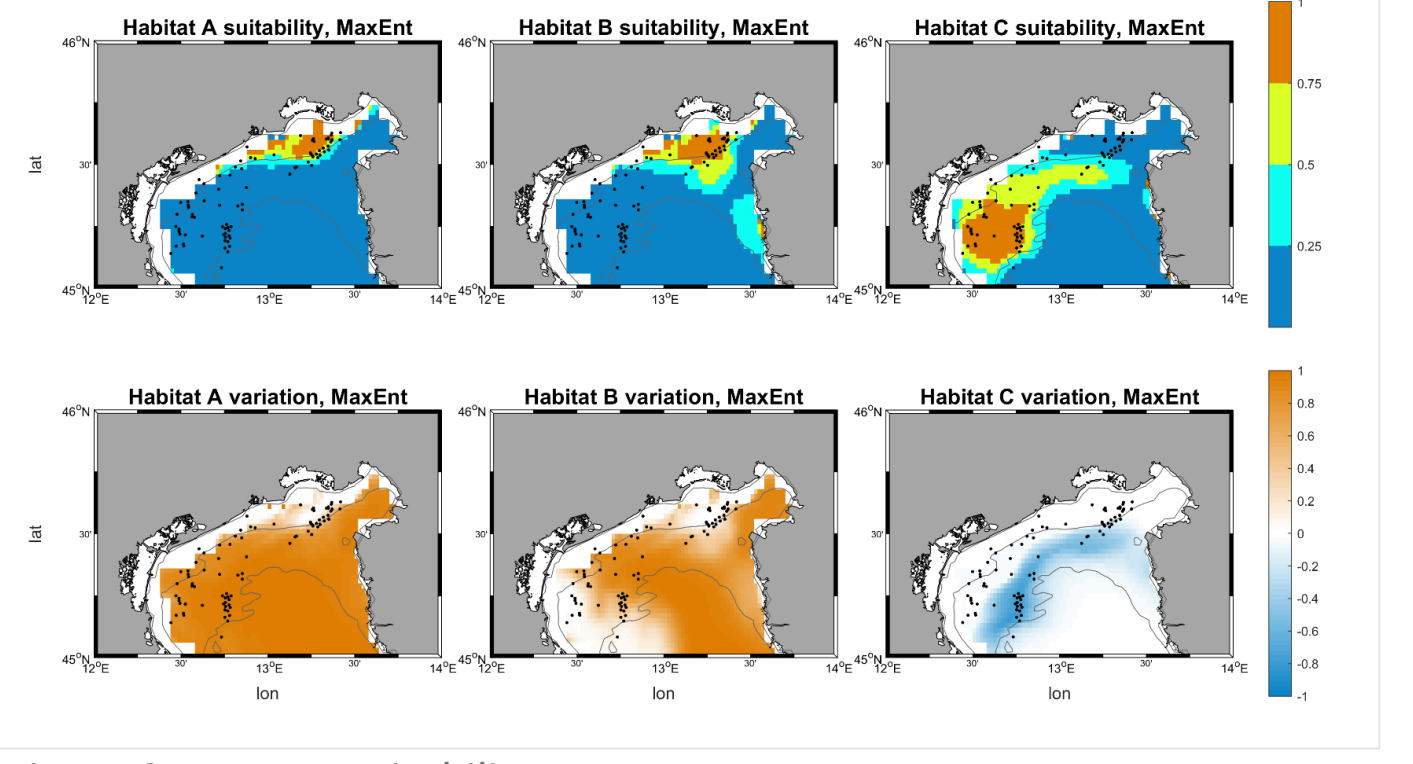 Habitat A suitability, MaxEnt
Habitat B suitability, MaxEnt
Habitat C suitability, MaxEnt
46°N
46°N
46°N
lat
30'
30'
30'
45°N
45°N
45°N
12°E
30'
13°E
30'
14°E
12°E
30'
13°E
30'
14°E
12°E
30'
13°E
30'
14°E
1
0.75
0.5
0.25
Habitat A variation, MaxEnt
Habitat B variation, MaxEnt
Habitat C variation, MaxEnt
46°N
46°N
46°N
lat
30'
30'
30'
45°N
45°N
45°N
12°E
30'
13°E
30'
14°E
12°E
30'
13°E
30'
14°E
12°E
30'
13°E
30'
14°E
lon
lon
lon
1
0.8
0.6
0.4
0.2
0
-0.2
-0.4
-0.6
-0.8
-1